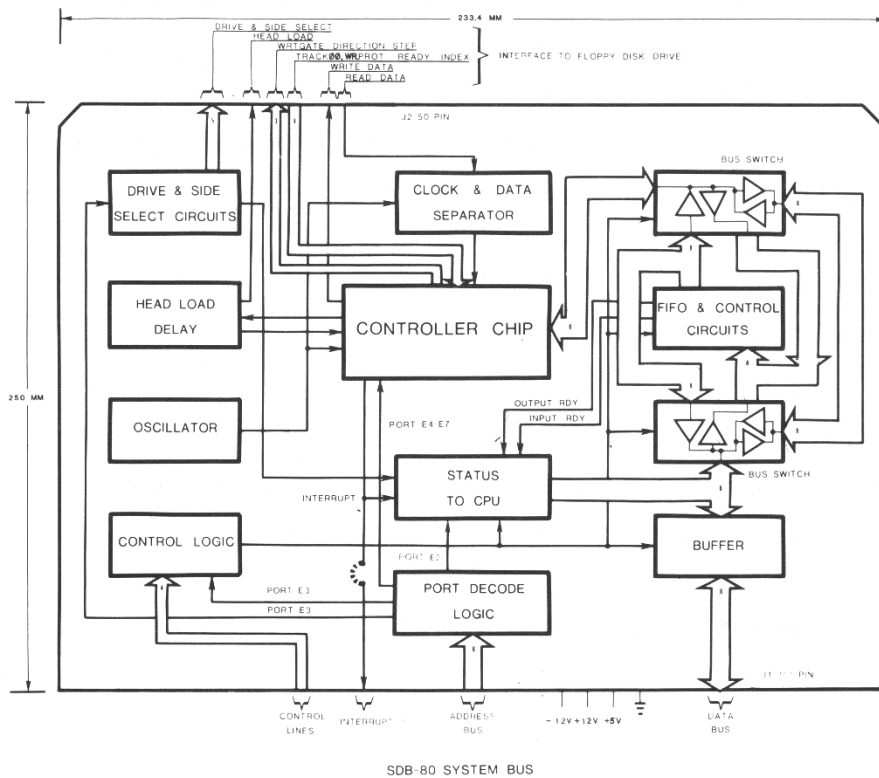 233.4 MM
DRIVE & SIDE SELECT
HEAD LOAD
WRTGATE DIRECTION STEP
TRACK00, WRPROT READY INDEX
WRITE DATA
READ DATA
INTERFACE TO FLOPPY DISK DRIVE
J2 50 PIN
BUS SWITCH
DRIVE & SIDE
SELECT CIRCUITS
CLOCK & DATA
SEPARATOR
HEAD LOAD
DELAY
CONTROLLER CHIP
FIFO & CONTROL
CIRCUITS
250 MM
OSCILLATOR
PORT E4-E7
OUTPUT RDY
INPUT RDY
BUS SWITCH
STATUS
TO CPU
INTERRUPT
CONTROL LOGIC
BUFFER
PORT E3
PORT E3
PORT DECODE
LOGIC
PIN
CONTROL
LINES
INTERRUPT
ADDRESS
BUS
-12V +12V +5V
DATA
BUS
SDB-80 SYSTEM BUS